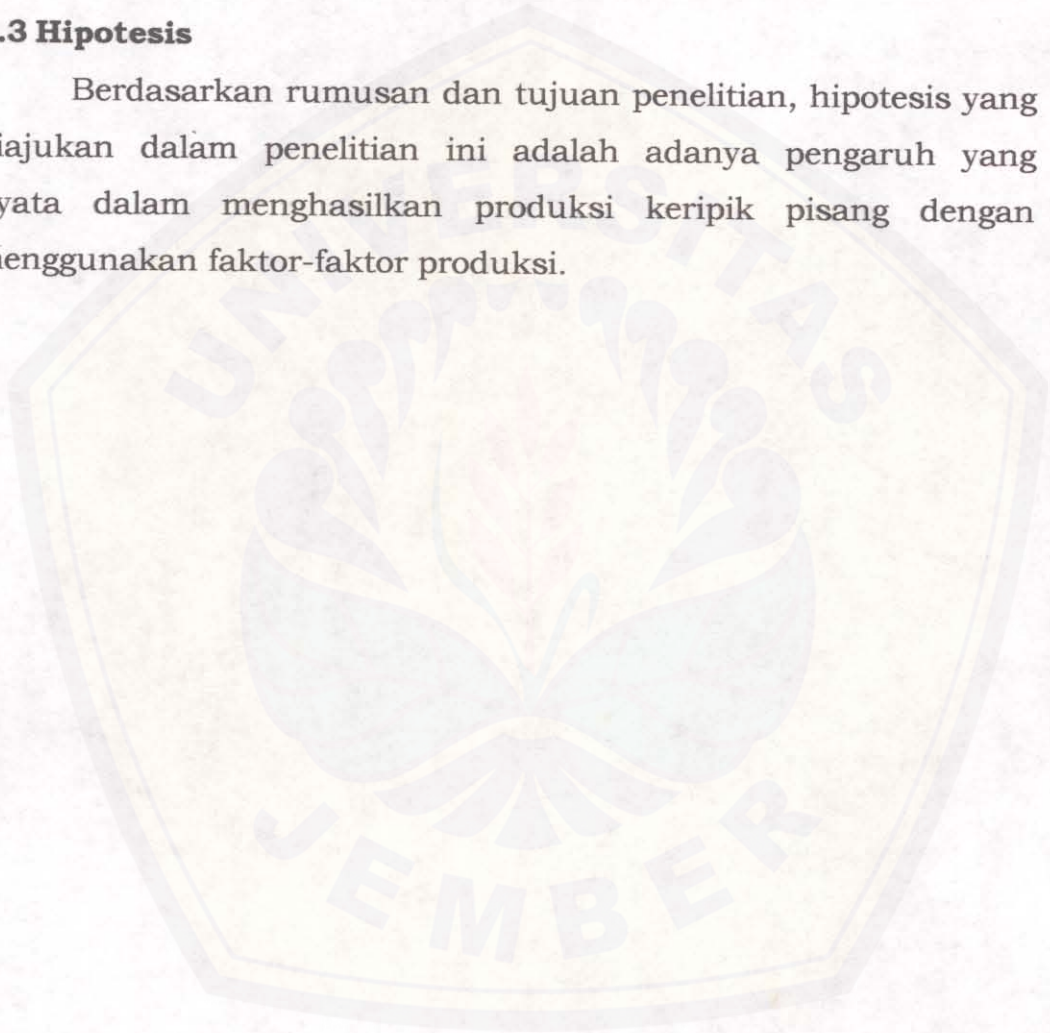 .3 Hipotesis
Berdasarkan rumusan dan tujuan penelitian, hipotesis yang
iajukan dalam penelitian ini adalah adanya pengaruh yang
yata dalam menghasilkan produksi keripik pisang dengan
enggunakan faktor-faktor produksi.
UNIVERSITAS
JEMBER